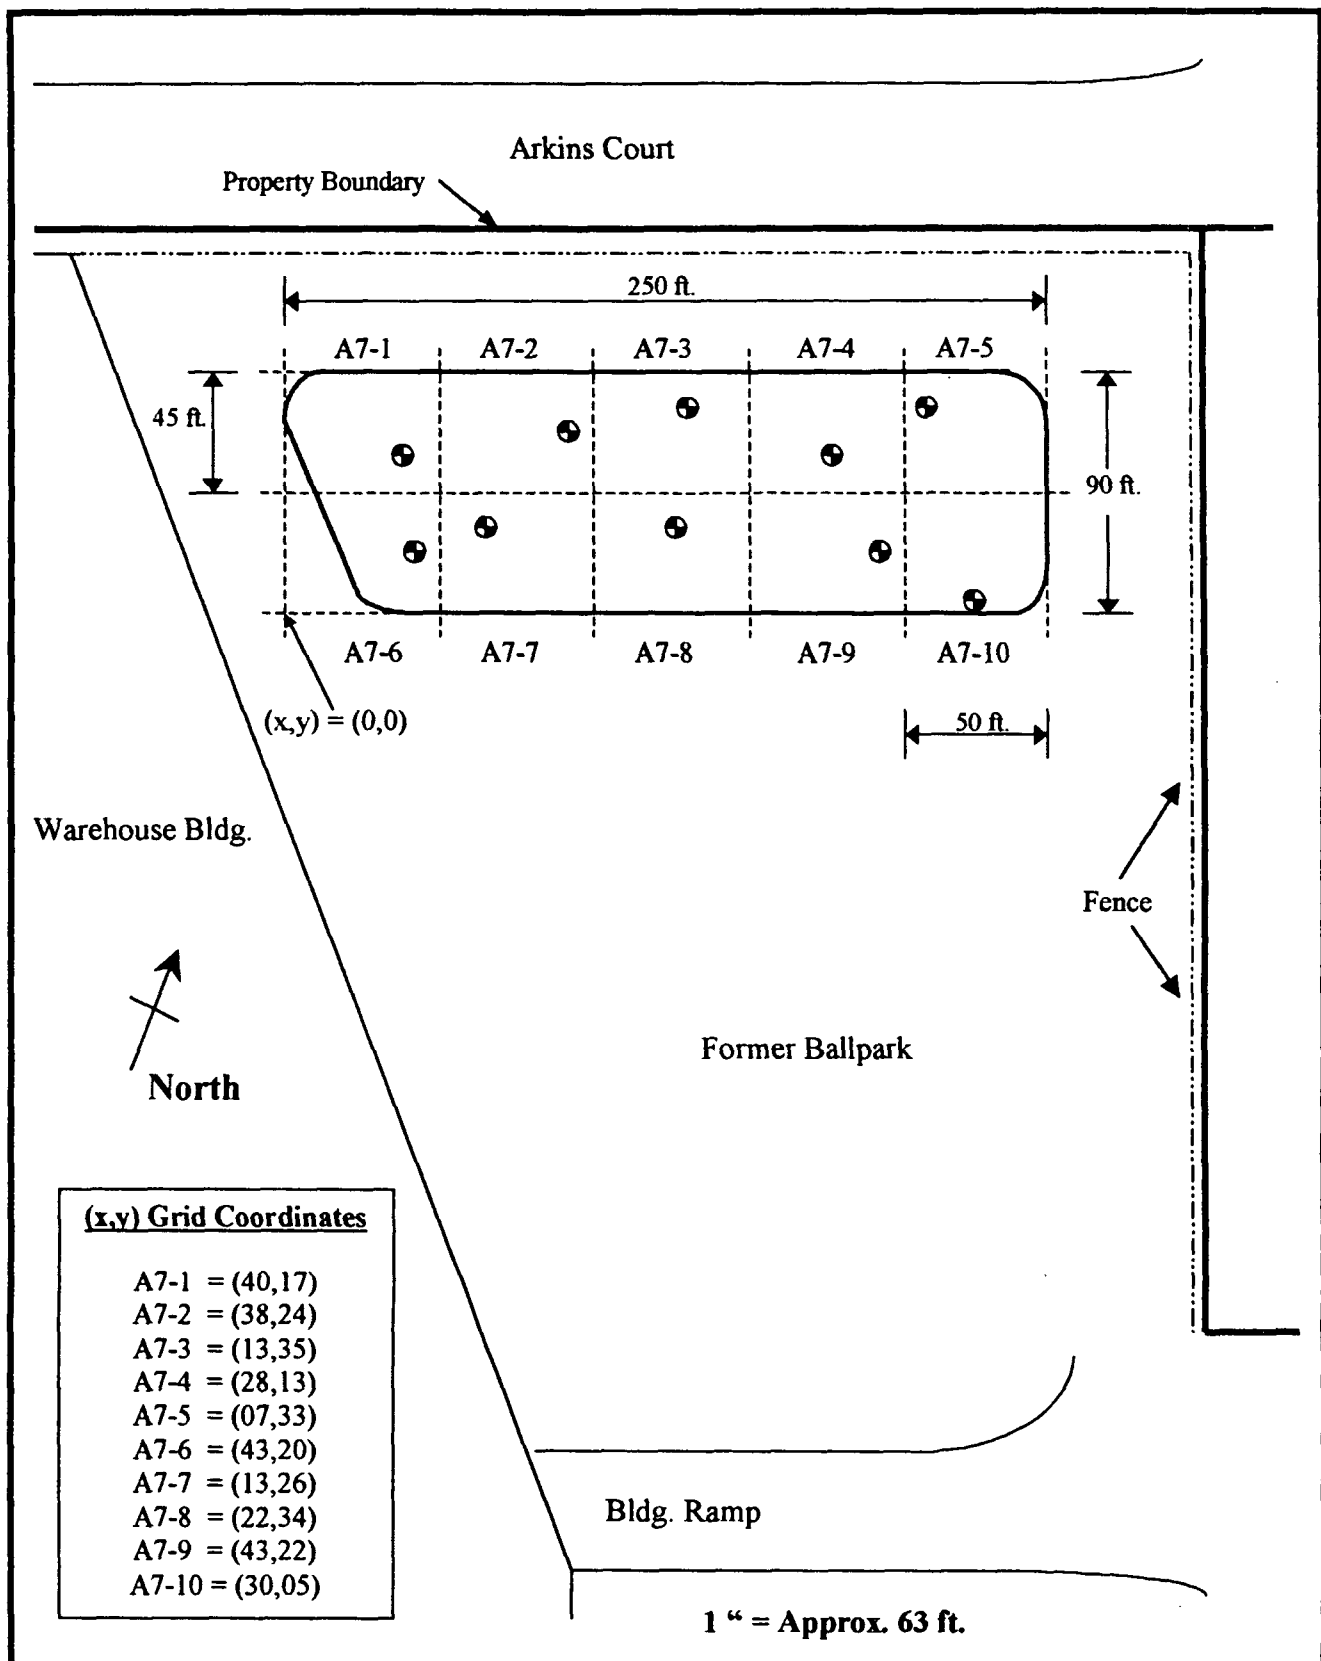 Arkins Court
Property Boundary
250 ft.
A7-1 A7-2 A7-3 A7-4 A7-5
45 ft.
90 ft.
A7-6 A7-7 A7-8 A7-9 A7-10
(x,y) = (0,0)
50 ft.
Warehouse Bldg.
Fence
Former Ballpark
North
(x,y) Grid Coordinates
A7-1 = (40,17)
A7-2 = (38,24)
A7-3 = (13,35)
A7-4 = (28,13)
A7-5 = (07,33)
A7-6 = (43,20)
A7-7 = (13,26)
A7-8 = (22,34)
A7-9 = (43,22)
A7-10 = (30,05)
Bldg. Ramp
1 “ = Approx. 63 ft.